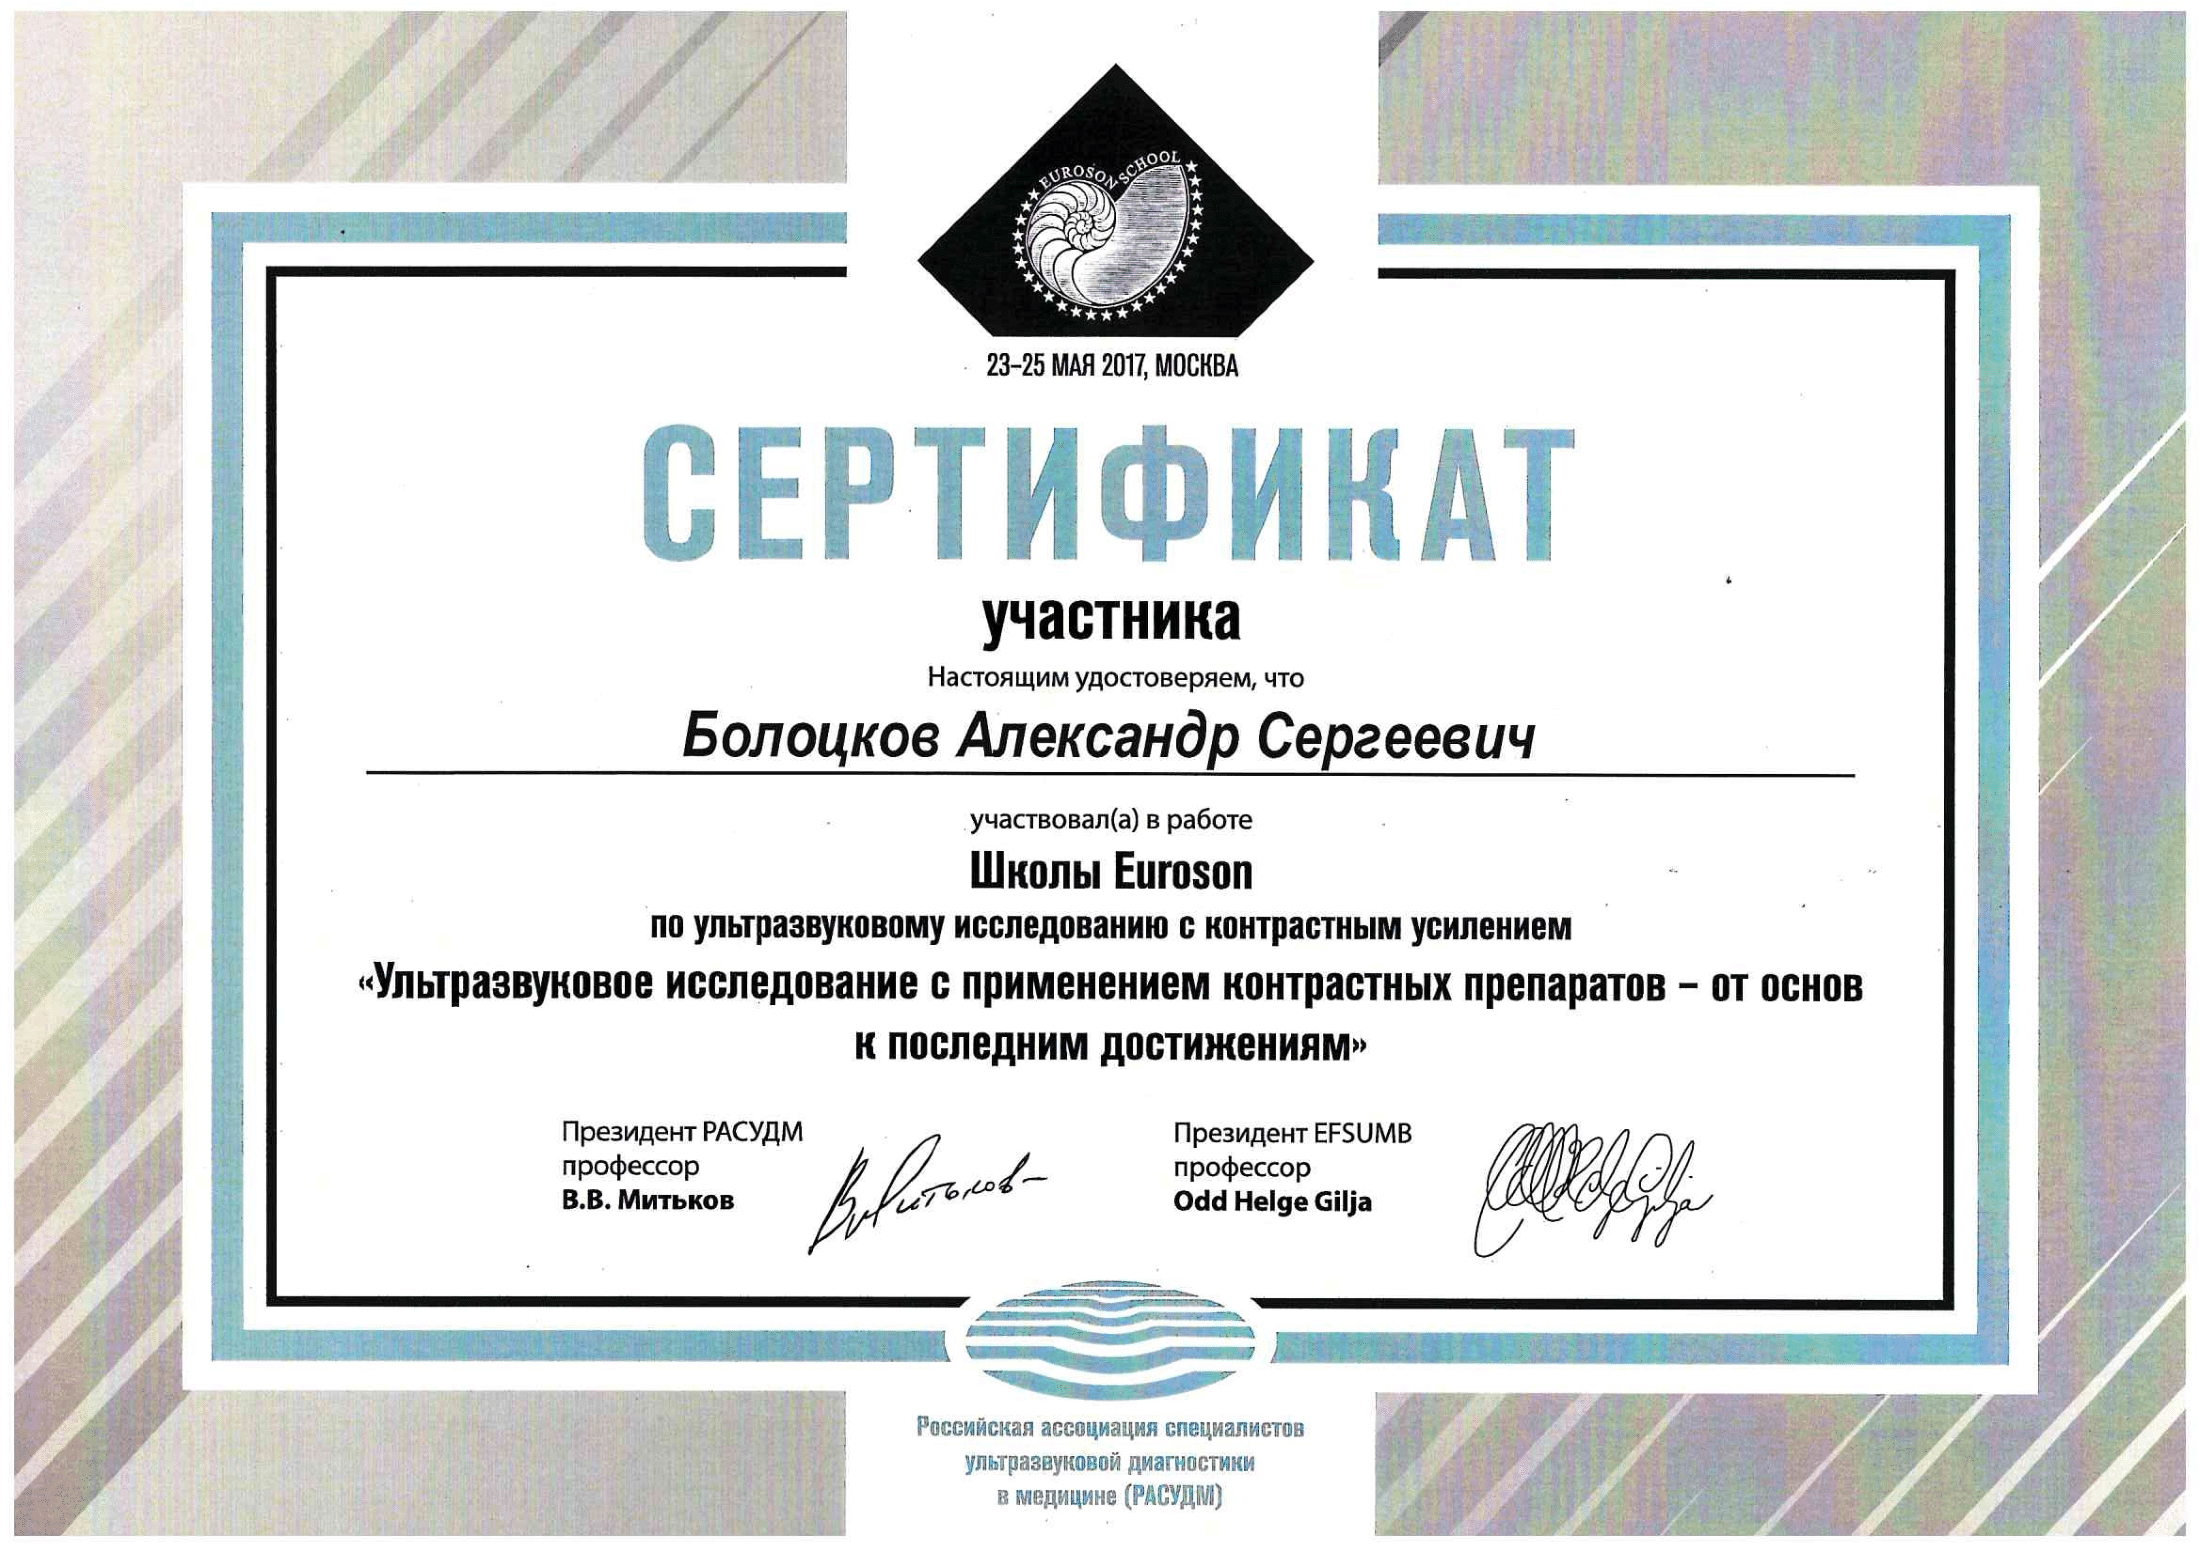 EUROSON SCHOOL
23–25 МАЯ 2017, МОСКВА
СЕРТИФИКАТ
участника
Настоящим удостоверяем, что
Болоцков Александр Сергеевич
участвовал(а) в работе
Школы Euroson
по ультразвуковому исследованию с контрастным усилением
«Ультразвуковое исследование с применением контрастных препаратов – от основ
к последним достижениям»
Президент РАСУДМ
профессор
В.В. Митьков
Президент EFSUMB
профессор
Odd Helge Gilja
Российская ассоциация специалистов
ультразвуковой диагностики
в медицине (РАСУДМ)